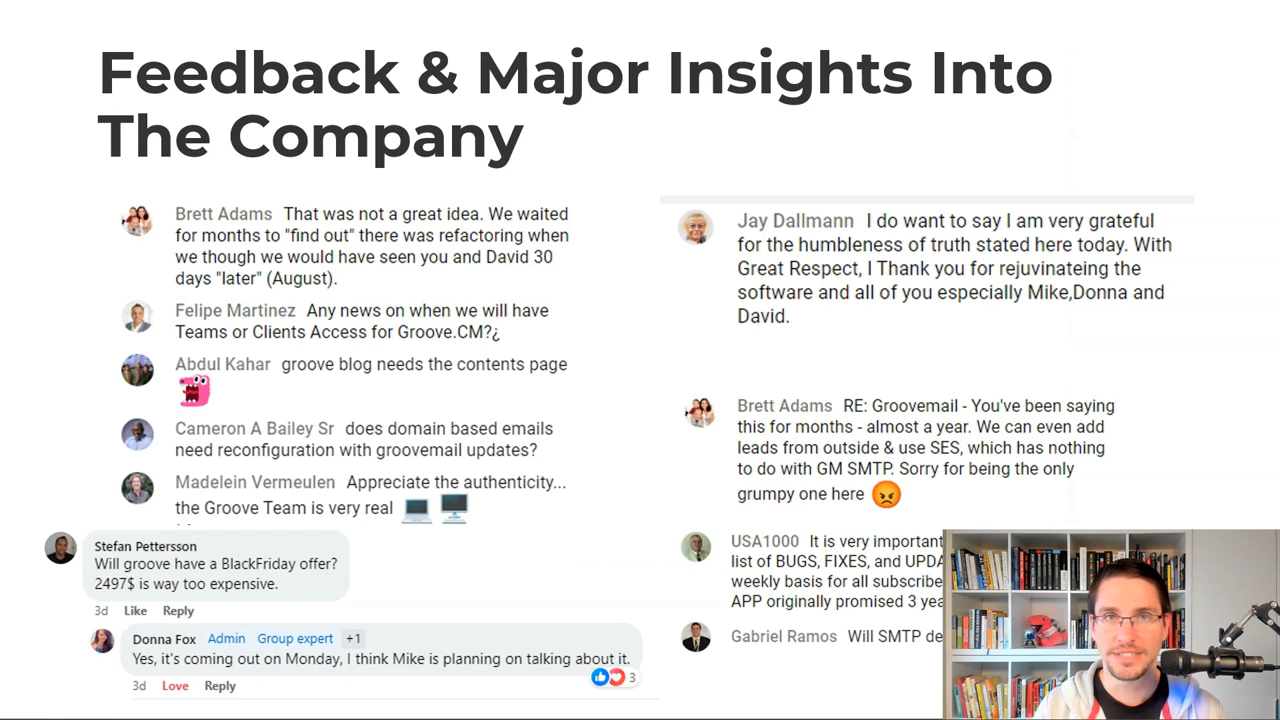 Feedback & Major Insights Into
The Company
Brett Adams That was not a great idea. We waited
for months to "find out" there was refactoring when
we though we would have seen you and David 30
days "later" (August).
Felipe Martinez Any news on when we will have
Teams or Clients Access for Groove.CM?¿
Abdul Kahar groove blog needs the contents page
Cameron A Bailey Sr does domain based emails
need reconfiguration with groovemail updates?
Madelein Vermeulen Appreciate the authenticity...
the Groove Team is very real
Stefan Pettersson
Will groove have a BlackFriday offer?
2497$ is way too expensive.
3d Like Reply
Donna Fox Admin Group expert +1
Yes, it's coming out on Monday, I think Mike is planning on talking about it.
3
3d Love Reply
Jay Dallmann I do want to say I am very grateful
for the humbleness of truth stated here today. With
Great Respect, I Thank you for rejuvinateing the
software and all of you especially Mike,Donna and
David.
Brett Adams RE: Groovemail - You've been saying
this for months - almost a year. We can even add
leads from outside & use SES, which has nothing
to do with GM SMTP. Sorry for being the only
grumpy one here
USA1000 It is very important
list of BUGS, FIXES, and UPDA
weekly basis for all subscribe
APP originally promised 3 yea
Gabriel Ramos Will SMTP de